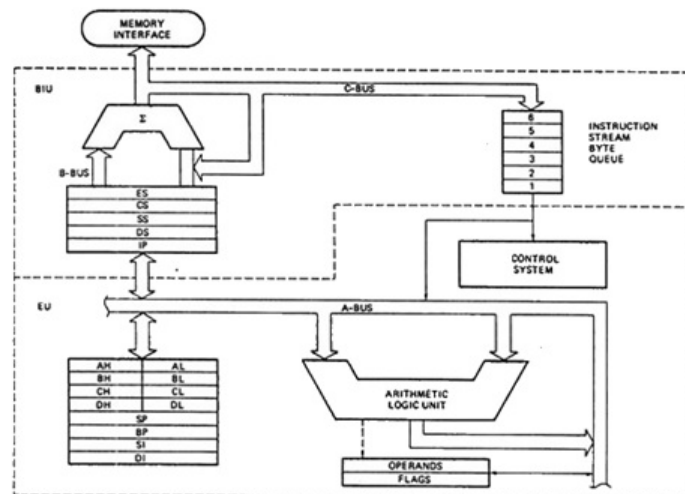 MEMORY
INTERFACE
BIU
C-BUS
Σ
B-BUS
6
5
4
3
2
1
INSTRUCTION
STREAM
BYTE
QUEUE
ES
CS
SS
DS
IP
CONTROL
SYSTEM
EU
A-BUS
AH AL
BH BL
CH CL
DH DL
SP
BP
SI
DI
ARITHMETIC
LOGIC UNIT
OPERANDS
FLAGS